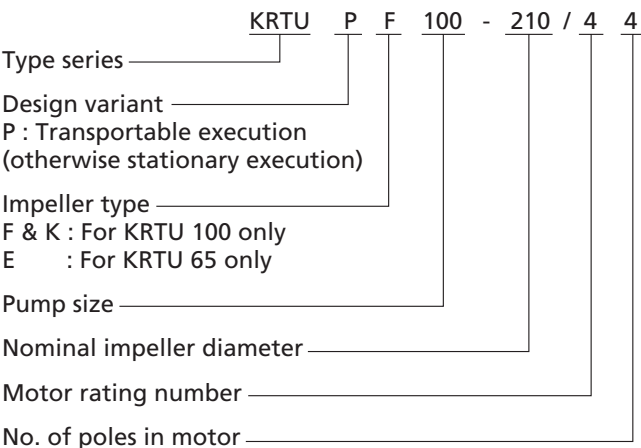 KRTU P F 100 - 210 / 4 4
Type series
Design variant
P : Transportable execution
(otherwise stationary execution)
Impeller type
F & K : For KRTU 100 only
E : For KRTU 65 only
Pump size
Nominal impeller diameter
Motor rating number
No. of poles in motor